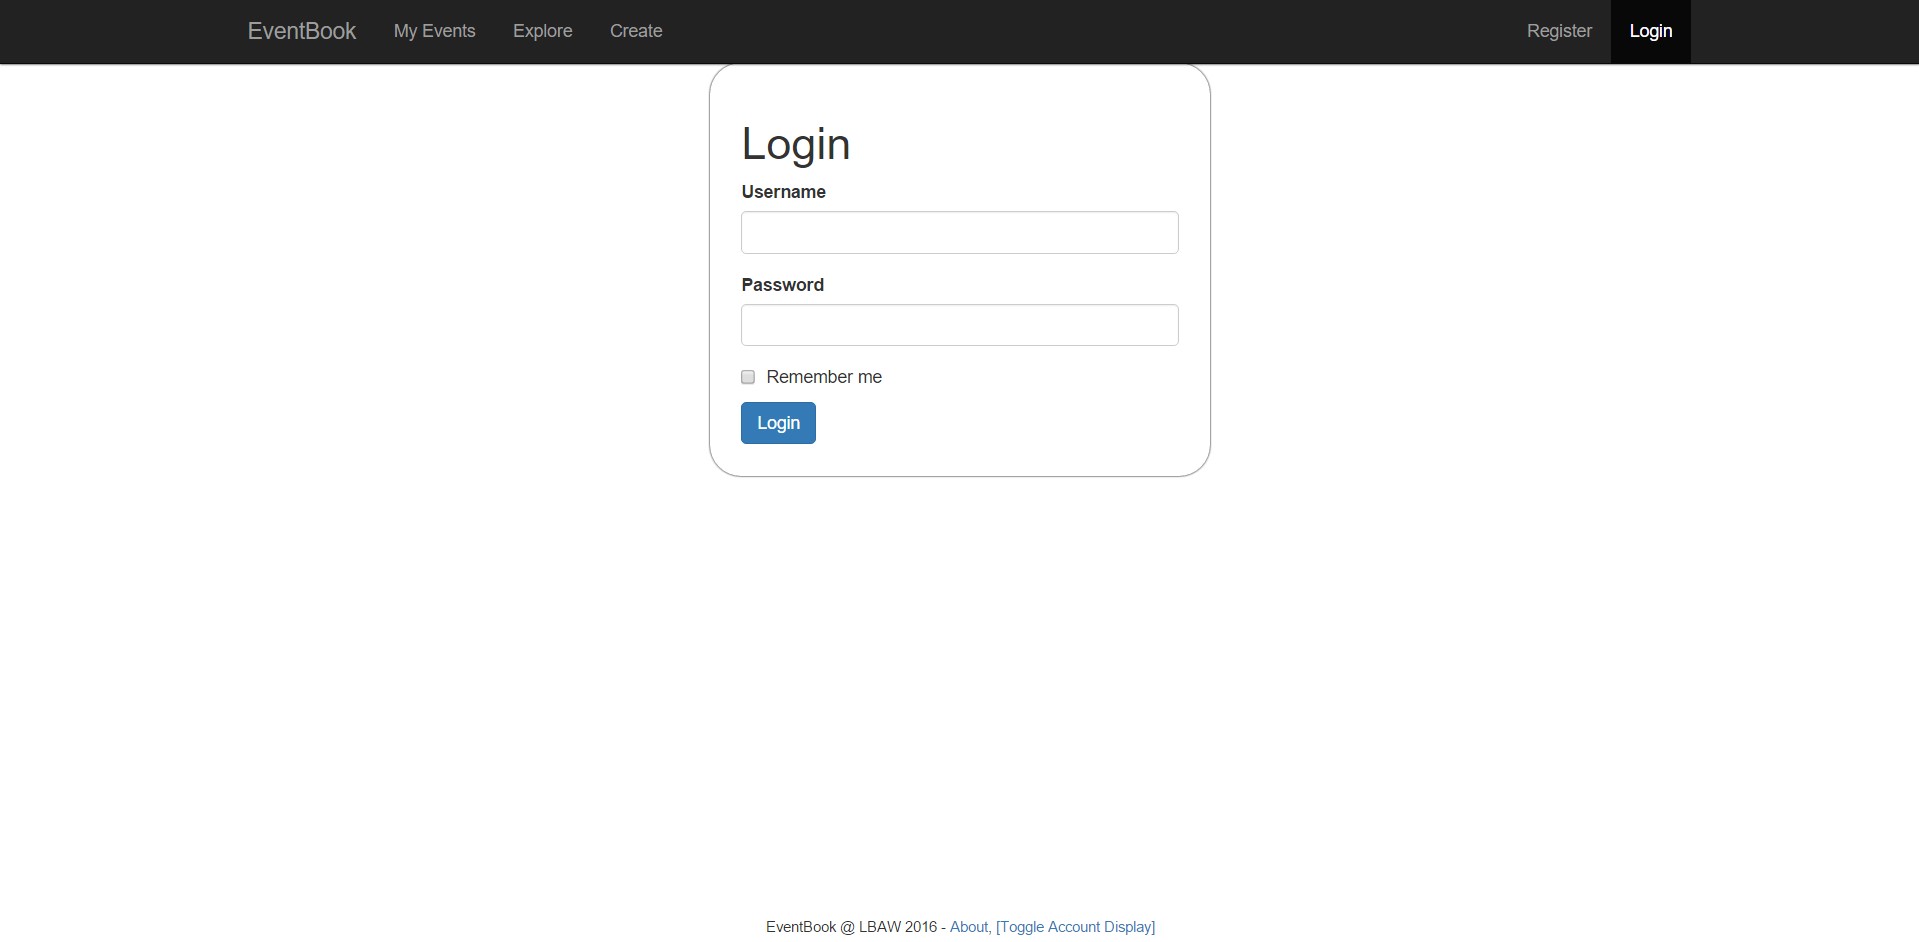 EventBook My Events Explore Create Register Login
Login
Username
Password
Remember me
Login
EventBook @ LBAW 2016 - About, [Toggle Account Display]